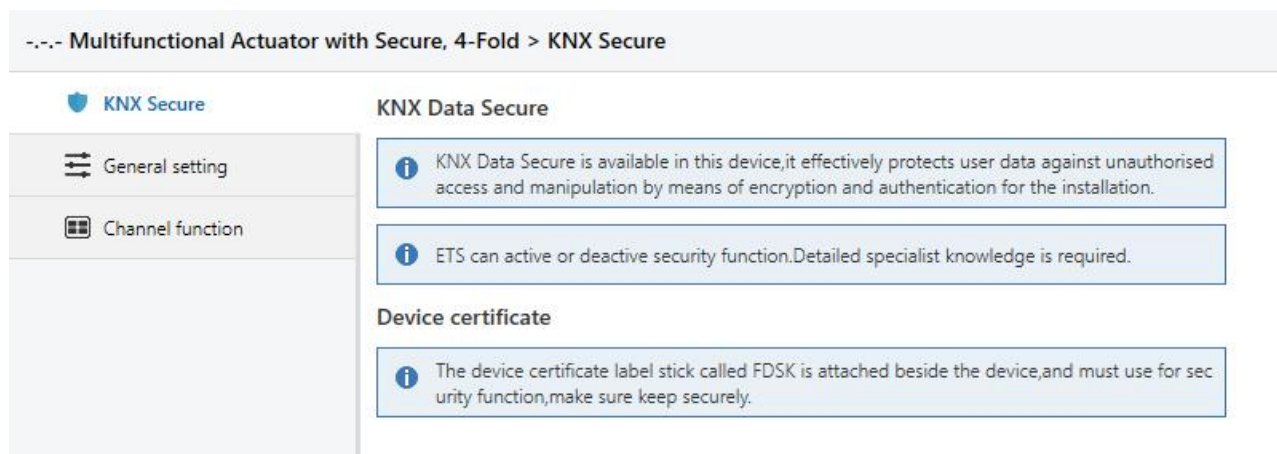 -.-.- Multifunctional Actuator with Secure, 4-Fold > KNX Secure
KNX Secure
General setting
Channel function
KNX Data Secure
KNX Data Secure is available in this device,it effectively protects user data against unauthorised
access and manipulation by means of encryption and authentication for the installation.
ETS can active or deactive security function.Detailed specialist knowledge is required.
Device certificate
The device certificate label stick called FDSK is attached beside the device,and must use for sec
urity function,make sure keep securely.